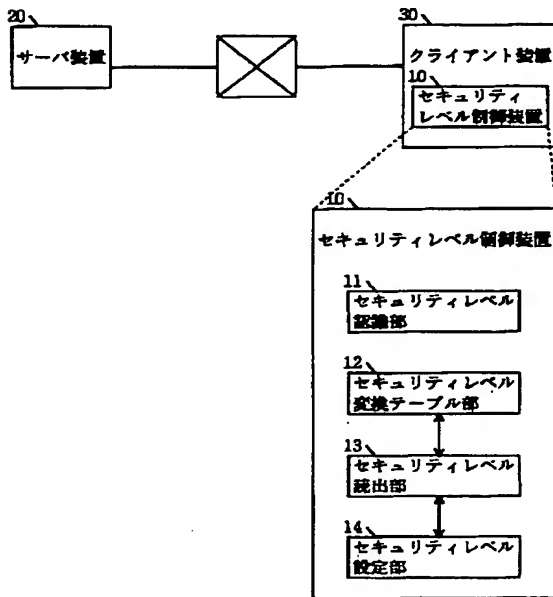 20
サーバ装置
30
クライアント装置
10
セキュリティ
レベル制御装置
10
セキュリティレベル制御装置
11
セキュリティレベル
認識部
12
セキュリティレベル
変換テーブル部
13
セキュリティレベル
読出部
14
セキュリティレベル
設定部